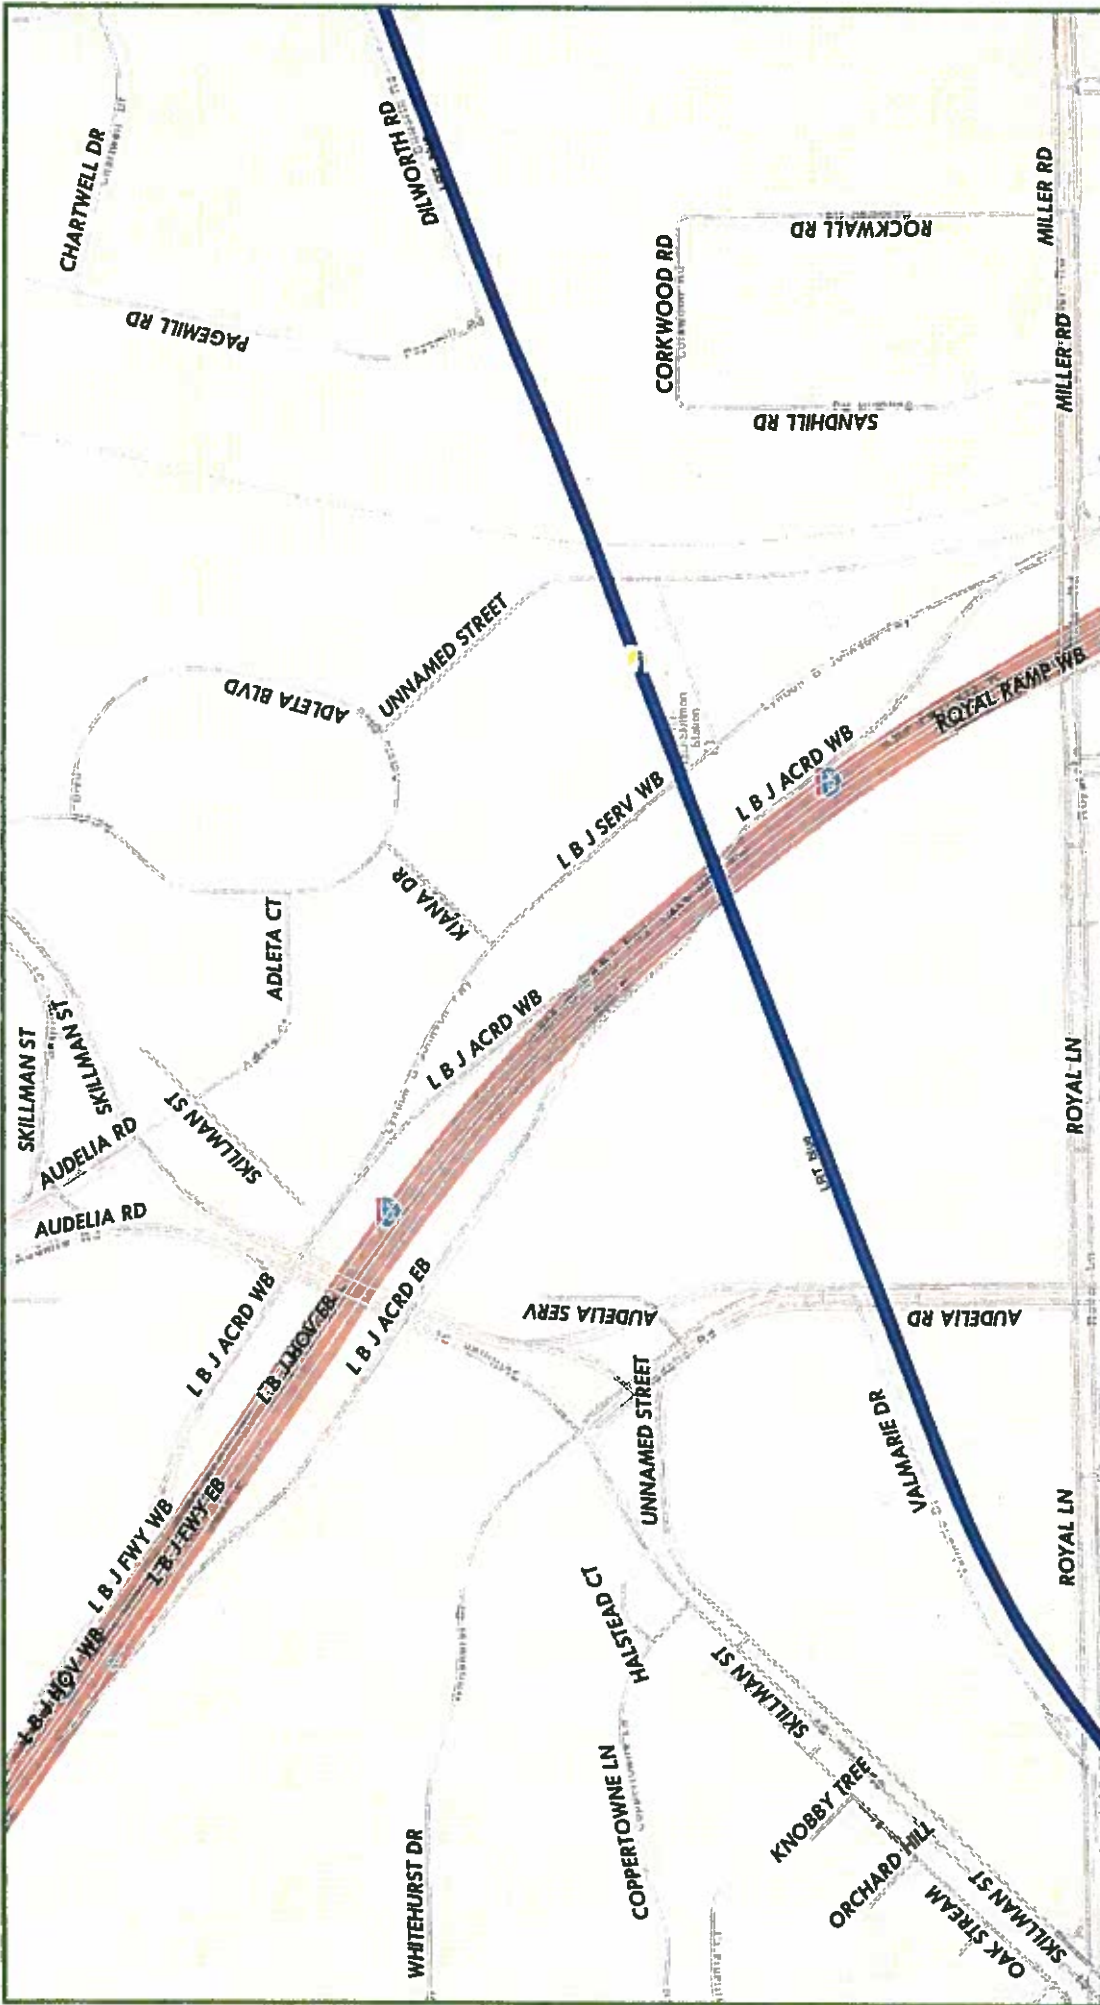 CHARTWELL DR
DILWORTH RD
PAGEMILL RD
MILLER RD
ROCKWALL RD
CORKWOOD RD
SANDHILL RD
MILLER RD
UNNAMED STREET
ADLETA BLVD
ROYAL RAMP WB
L B J ACRD WB
L B J SERV WB
KIANA DR
ADLETA CT
L B J ACRD WB
SKILLMAN ST
SKILLMAN ST
SKILLMAN ST
AUDELIA RD
AUDELIA RD
ROYAL LN
LRT
L B J ACRD WB
L B J HOV EB
L B J ACRD EB
AUDELIA SERV
AUDELIA RD
UNNAMED STREET
VALMARIE DR
L B J FWY WB
L B J FWY EB
L B J HOV WB
ROYAL LN
HALSTEAD CT
SKILLMAN ST
COPPERTOWNE LN
WHITEHURST DR
KNOBBY TREE
ORCHARD HILL
OAK STREAM
SKILLMAN ST